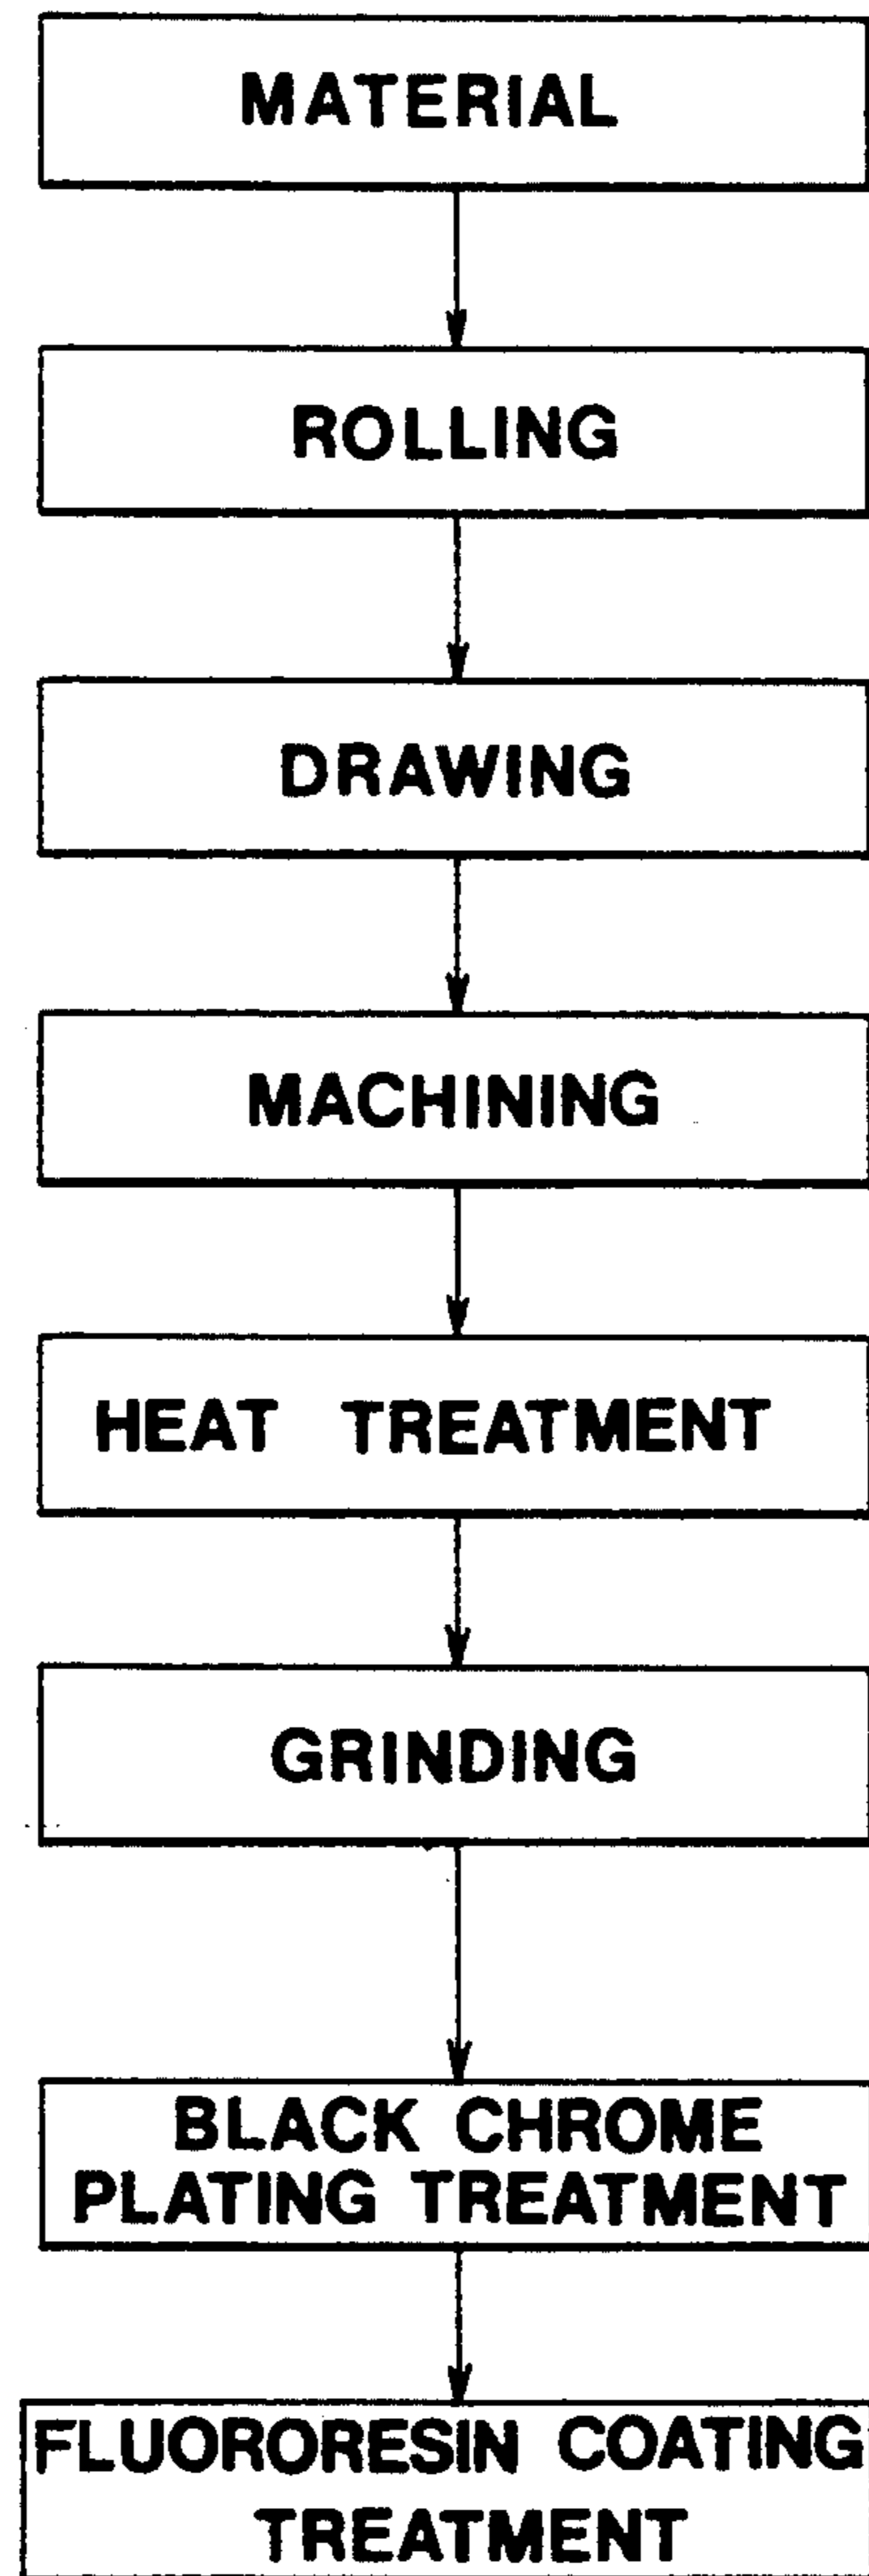 MATERIAL
ROLLING
DRAWING
MACHINING
HEAT TREATMENT
GRINDING
BLACK CHROME
PLATING TREATMENT
FLUORORESIN COATING
TREATMENT